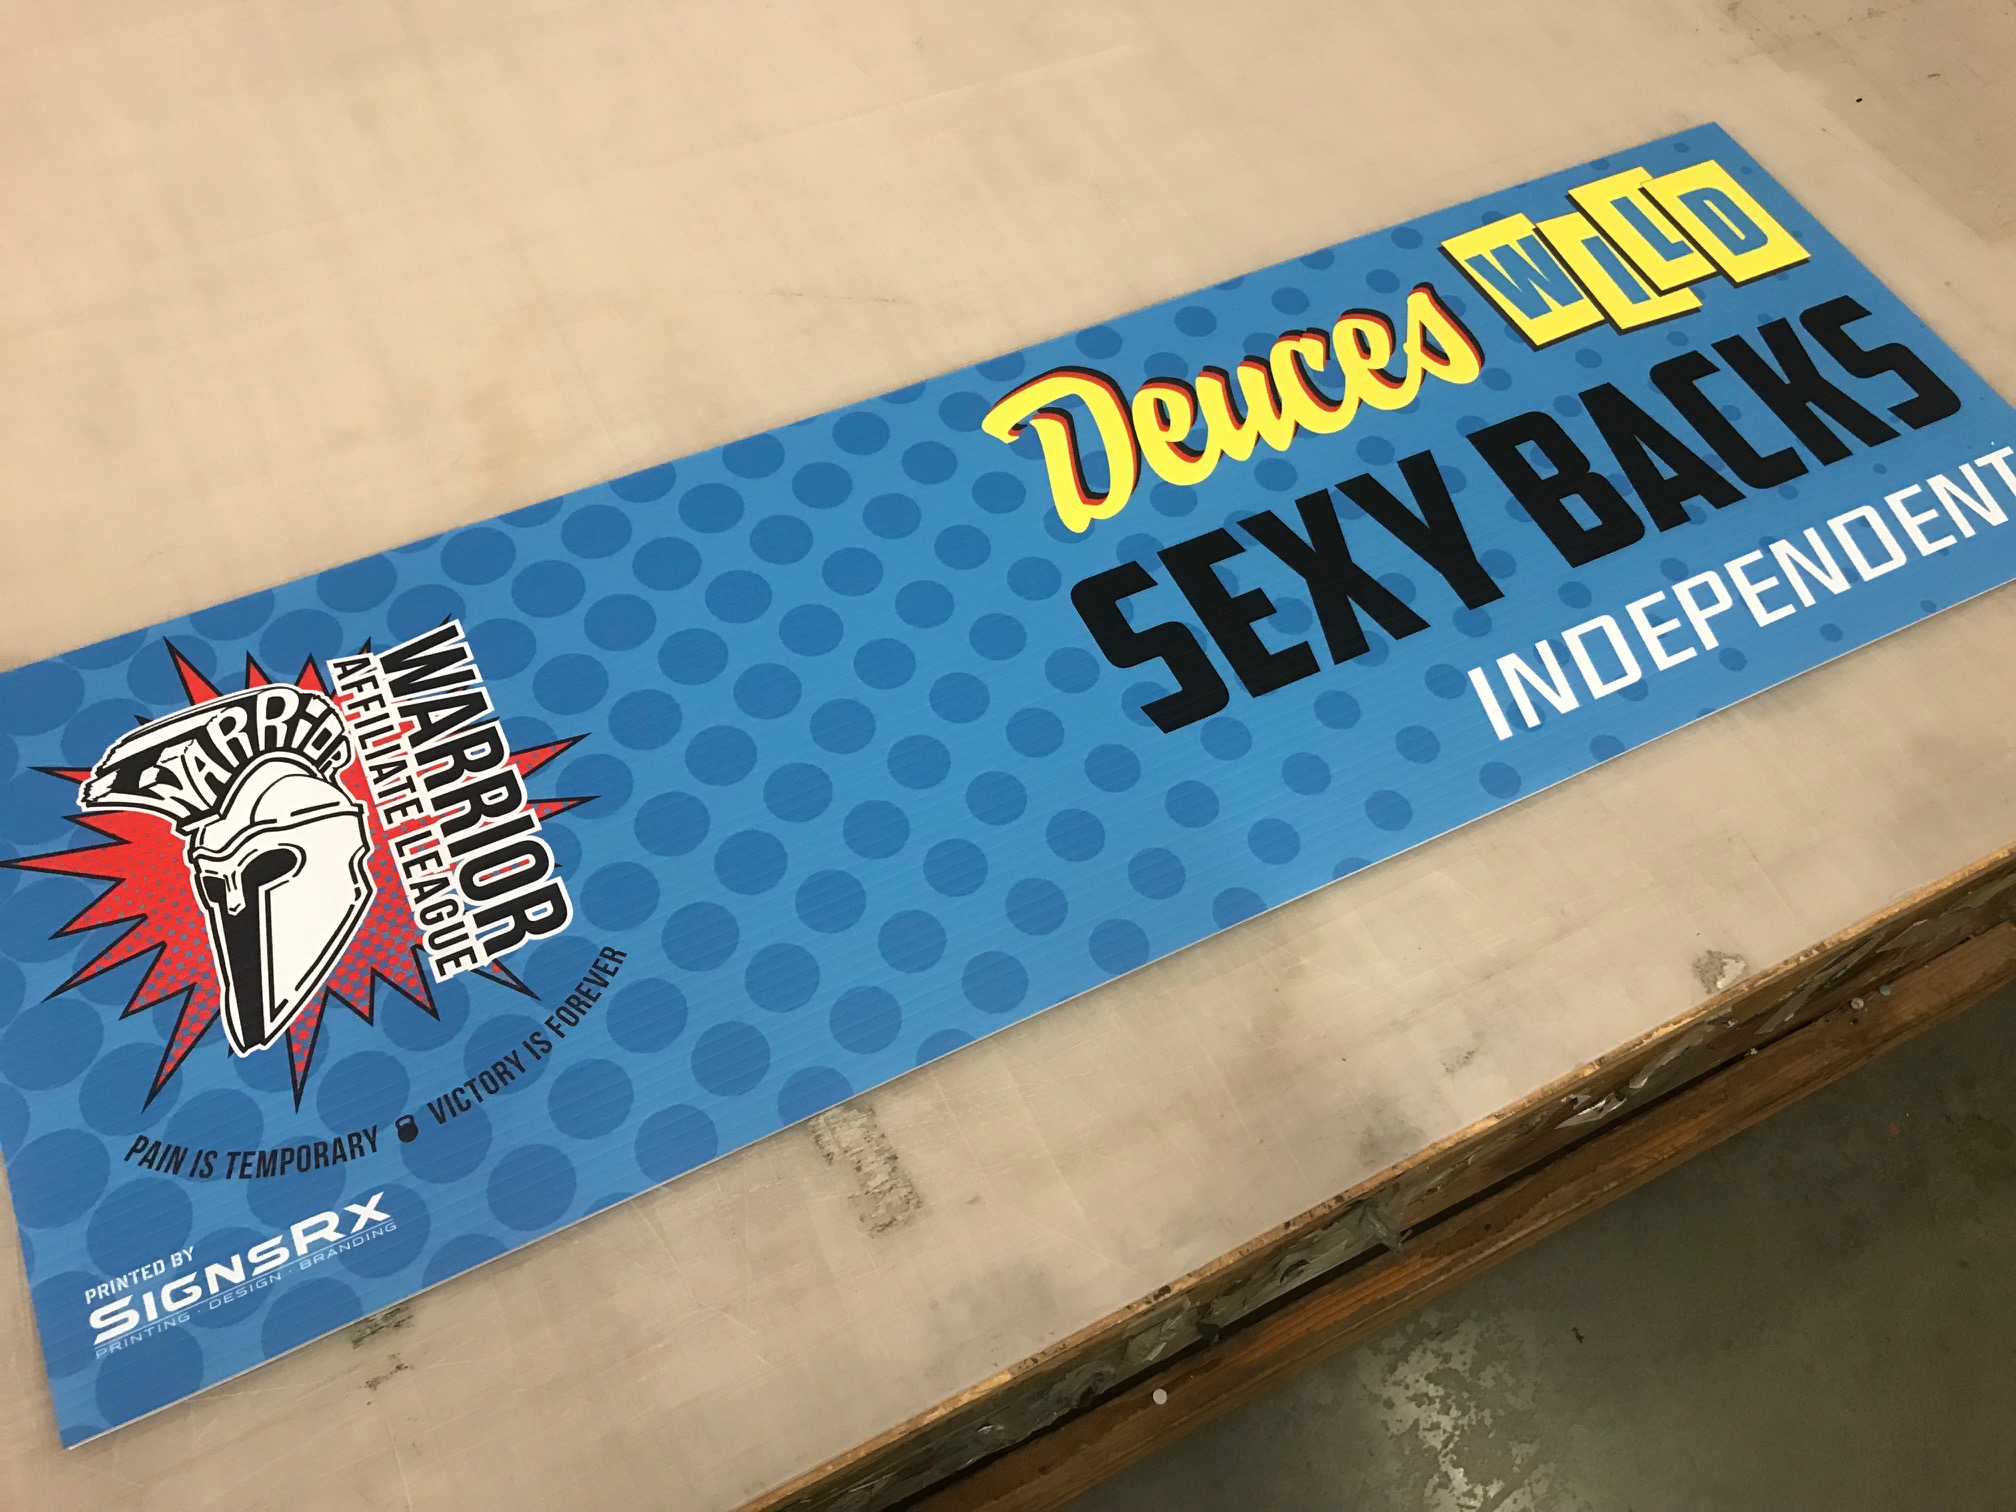 Deuces WILD
SEXY BACKS
INDEPENDENT
WARRIOR
WARRIOR
AFFILIATE LEAGUE
PAIN IS TEMPORARY VICTORY IS FOREVER
PRINTED BY
SIGNSRX
PRINTING · DESIGN · BRANDING